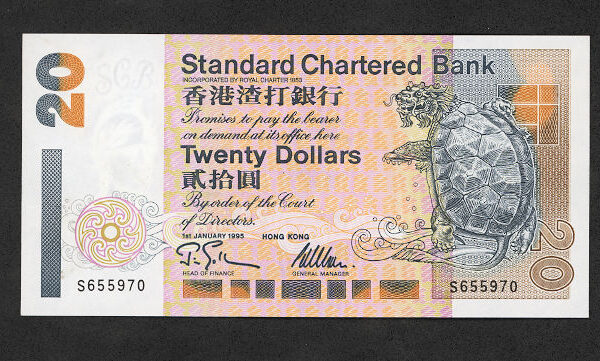 20
Standard Chartered Bank
INCORPORATED BY ROYAL CHARTER 1853
香港渣打銀行
Promises to pay the bearer
on demand at its office here
Twenty Dollars
貳拾圓
By order of the Court
of Directors.
1st JANUARY 1995 HONG KONG
HEAD OF FINANCE GENERAL MANAGER
S655970 S655970
20